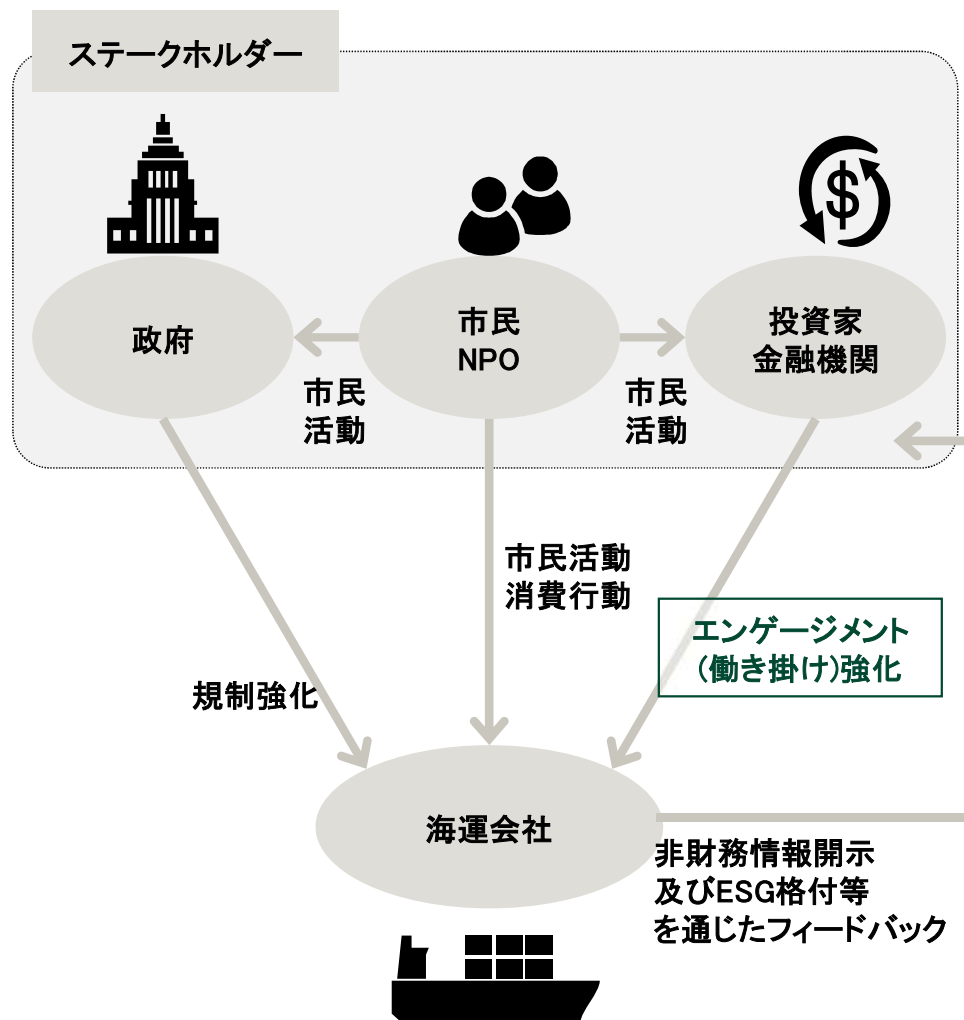 ステークホルダー
政府
市民
NPO
投資家
金融機関
市民
活動
市民
活動
市民活動
消費行動
エンゲージメント
(働き掛け)強化
規制強化
海運会社
非財務情報開示
及びESG格付等
を通じたフィードバック
$